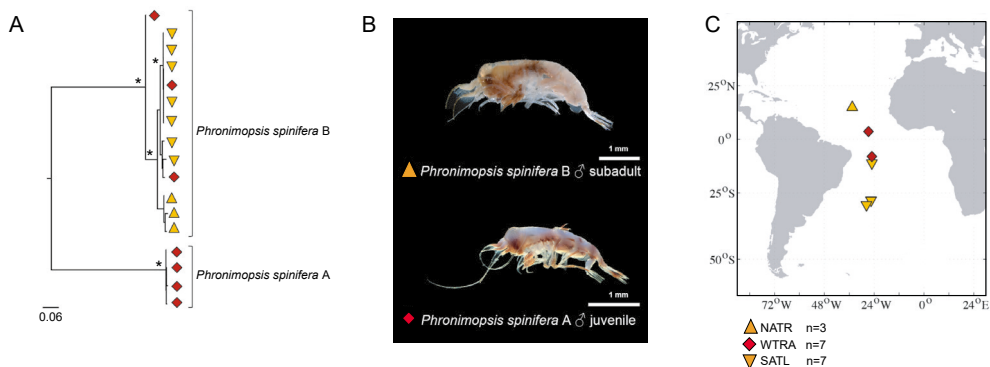 A
Phronimopsis spinifera B
Phronimopsis spinifera A
0.06
*
*
*
*
B
1 mm
Phronimopsis spinifera B ♂ subadult
1 mm
Phronimopsis spinifera A ♂ juvenile
C
25°N
0°
25°S
50°S
72°W 48°W 24°W 0° 24°E
NATR n=3
WTRA n=7
SATL n=7